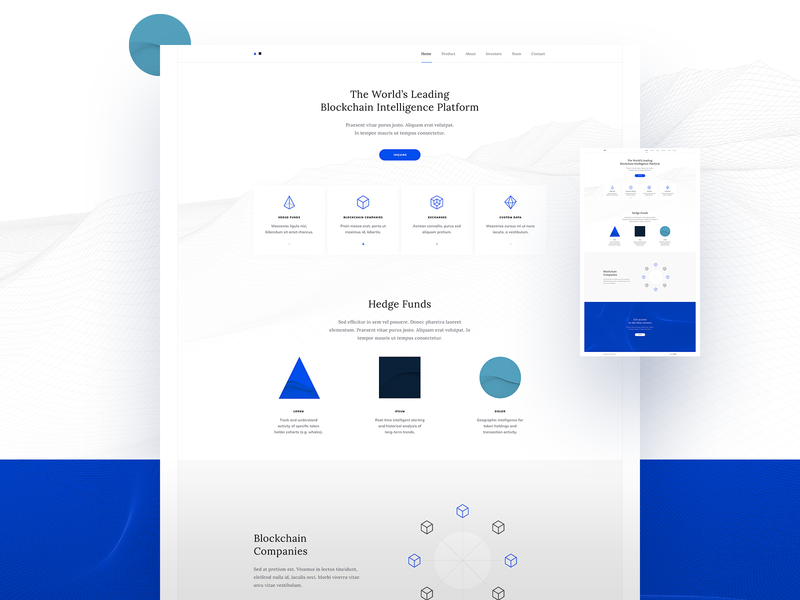 Home Product About Investors Team Contact
The World's Leading
Blockchain Intelligence Platform
Praesent vitae purus justo. Aliquam erat volutpat.
In tempor mauris ut tempus consectetur.
INQUIRE
HEDGE FUNDS
Maecenas ligula nisl,
bibendum sit amet rhoncus.
BLOCKCHAIN COMPANIES
Proin massa erat, porta ut
maximus id, lobortis.
EXCHANGES
Aenean convallis, purus sed
aliquam pretium.
CUSTOM DATA
Maecenas cursus mi ut nunc
iaculis, a vestibulum.
Hedge Funds
Sed efficitur in sem vel posuere. Donec pharetra laoreet
elementum. Praesent vitae purus justo. Aliquam erat volutpat. In
tempor mauris ut tempus consectetur.
LOREM
Track and understand
activity of specific token
holder cohorts (e.g. whales).
IPSUM
Real-time intelligent alerting
and historical analysis of
long-term trends.
DOLOR
Geographic intelligence for
token holdings and
transaction activity.
Blockchain
Companies
Sed at pretium est. Vivamus in lectus tincidunt,
eleifend nulla id, iaculis orci. Morbi viverra vitae
arcu vitae vestibulum.
The World's Leading
Blockchain Intelligence Platform
Hedge Funds
Blockchain
Companies